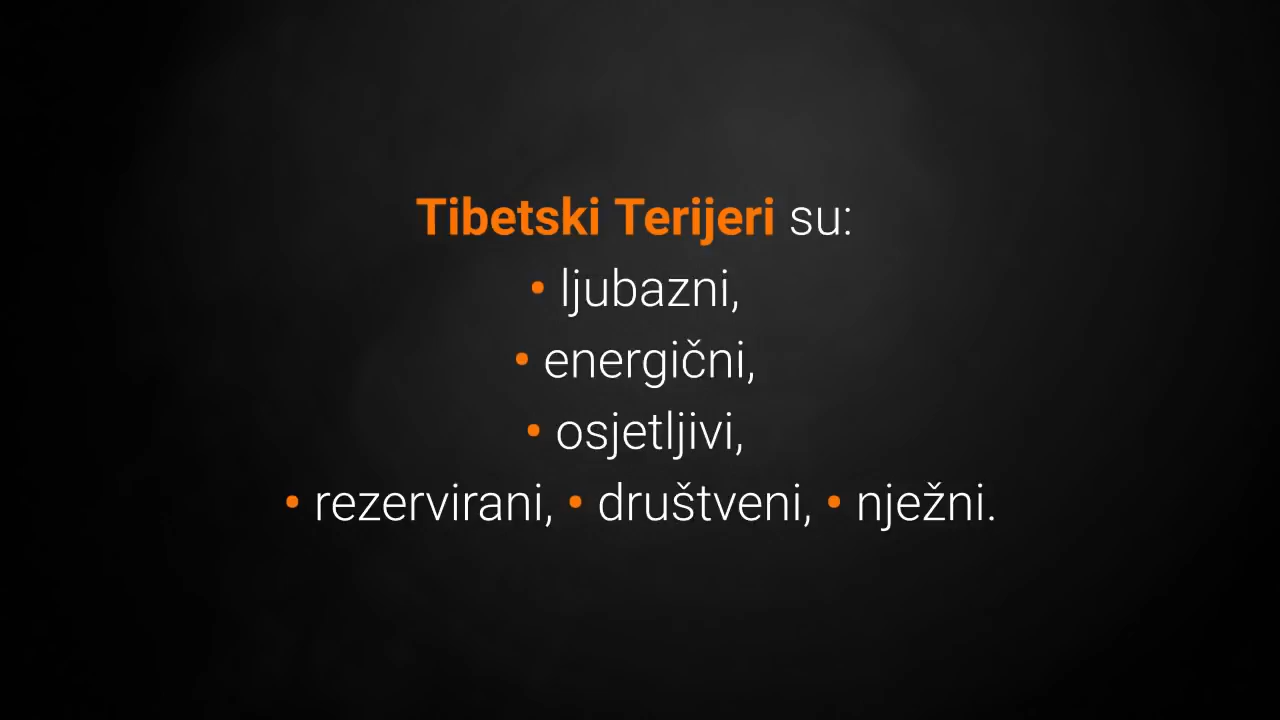 Tibetski Terijeri su:
• ljubazni,
• energični,
• osjetljivi,
• rezervirani, • društveni, • nježni.